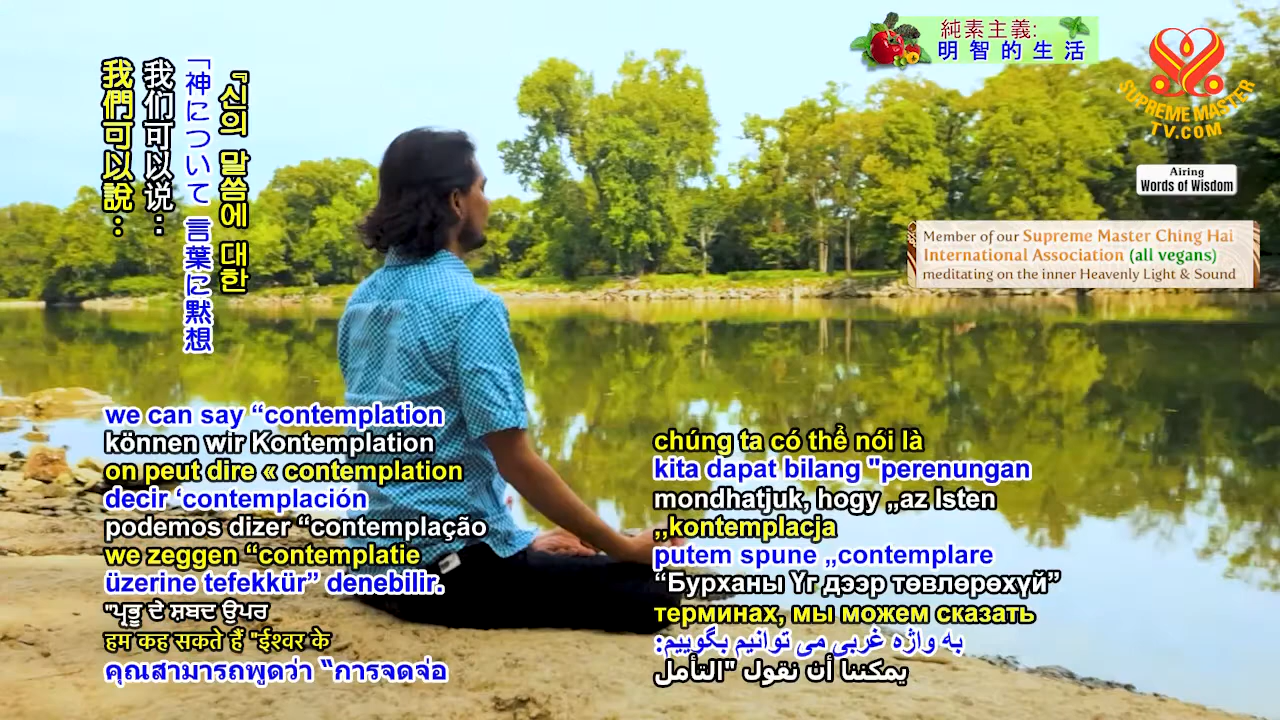 純素主義:
明智的生活
SUPREME MASTER
TV.COM
Airing
Words of Wisdom
Member of our Supreme Master Ching Hai
International Association (all vegans)
meditating on the inner Heavenly Light & Sound
『신의 말씀에 대한
「神について 言葉に黙想
我们可以说：
我們可以說：
we can say “contemplation
können wir Kontemplation
on peut dire « contemplation
decir ‘contemplación
podemos dizer “contemplação
we zeggen “contemplatie
üzerine tefekkür” denebilir.
"ਪ੍ਰਭੂ ਦੇ ਸ਼ਬਦ ਉਪਰ
हम कह सकते हैं "ईश्वर के
คุณสามารถพูดว่า “การจดจ่อ
chúng ta có thể nói là
kita dapat bilang "perenungan
mondhatjuk, hogy „az Isten
„kontemplacja
putem spune „contemplare
“Бурханы Үг дээр төвлөрөхүй”
терминах, мы можем сказать
به واژه غربی می توانیم بگوییم:
يمكننا أن نقول "التأمل